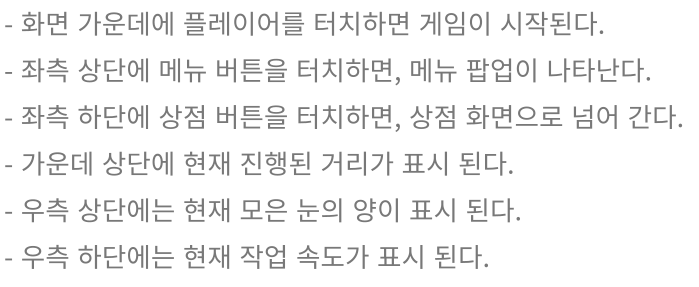 - 화면 가운데에 플레이어를 터치하면 게임이 시작된다.
- 좌측 상단에 메뉴 버튼을 터치하면, 메뉴 팝업이 나타난다.
- 좌측 하단에 상점 버튼을 터치하면, 상점 화면으로 넘어 간다.
- 가운데 상단에 현재 진행된 거리가 표시 된다.
- 우측 상단에는 현재 모은 눈의 양이 표시 된다.
- 우측 하단에는 현재 작업 속도가 표시 된다.